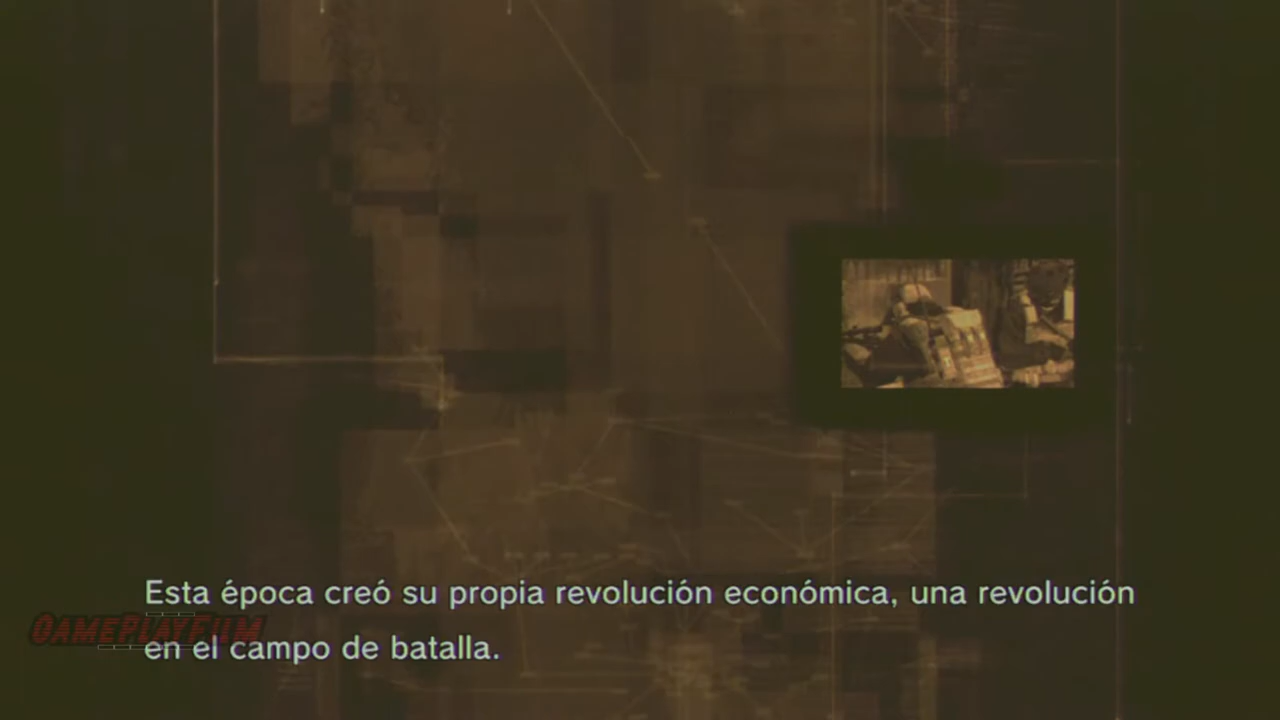 Esta época creó su propia revolución económica, una revolución
GAMEPLAYFILM
en el campo de batalla.